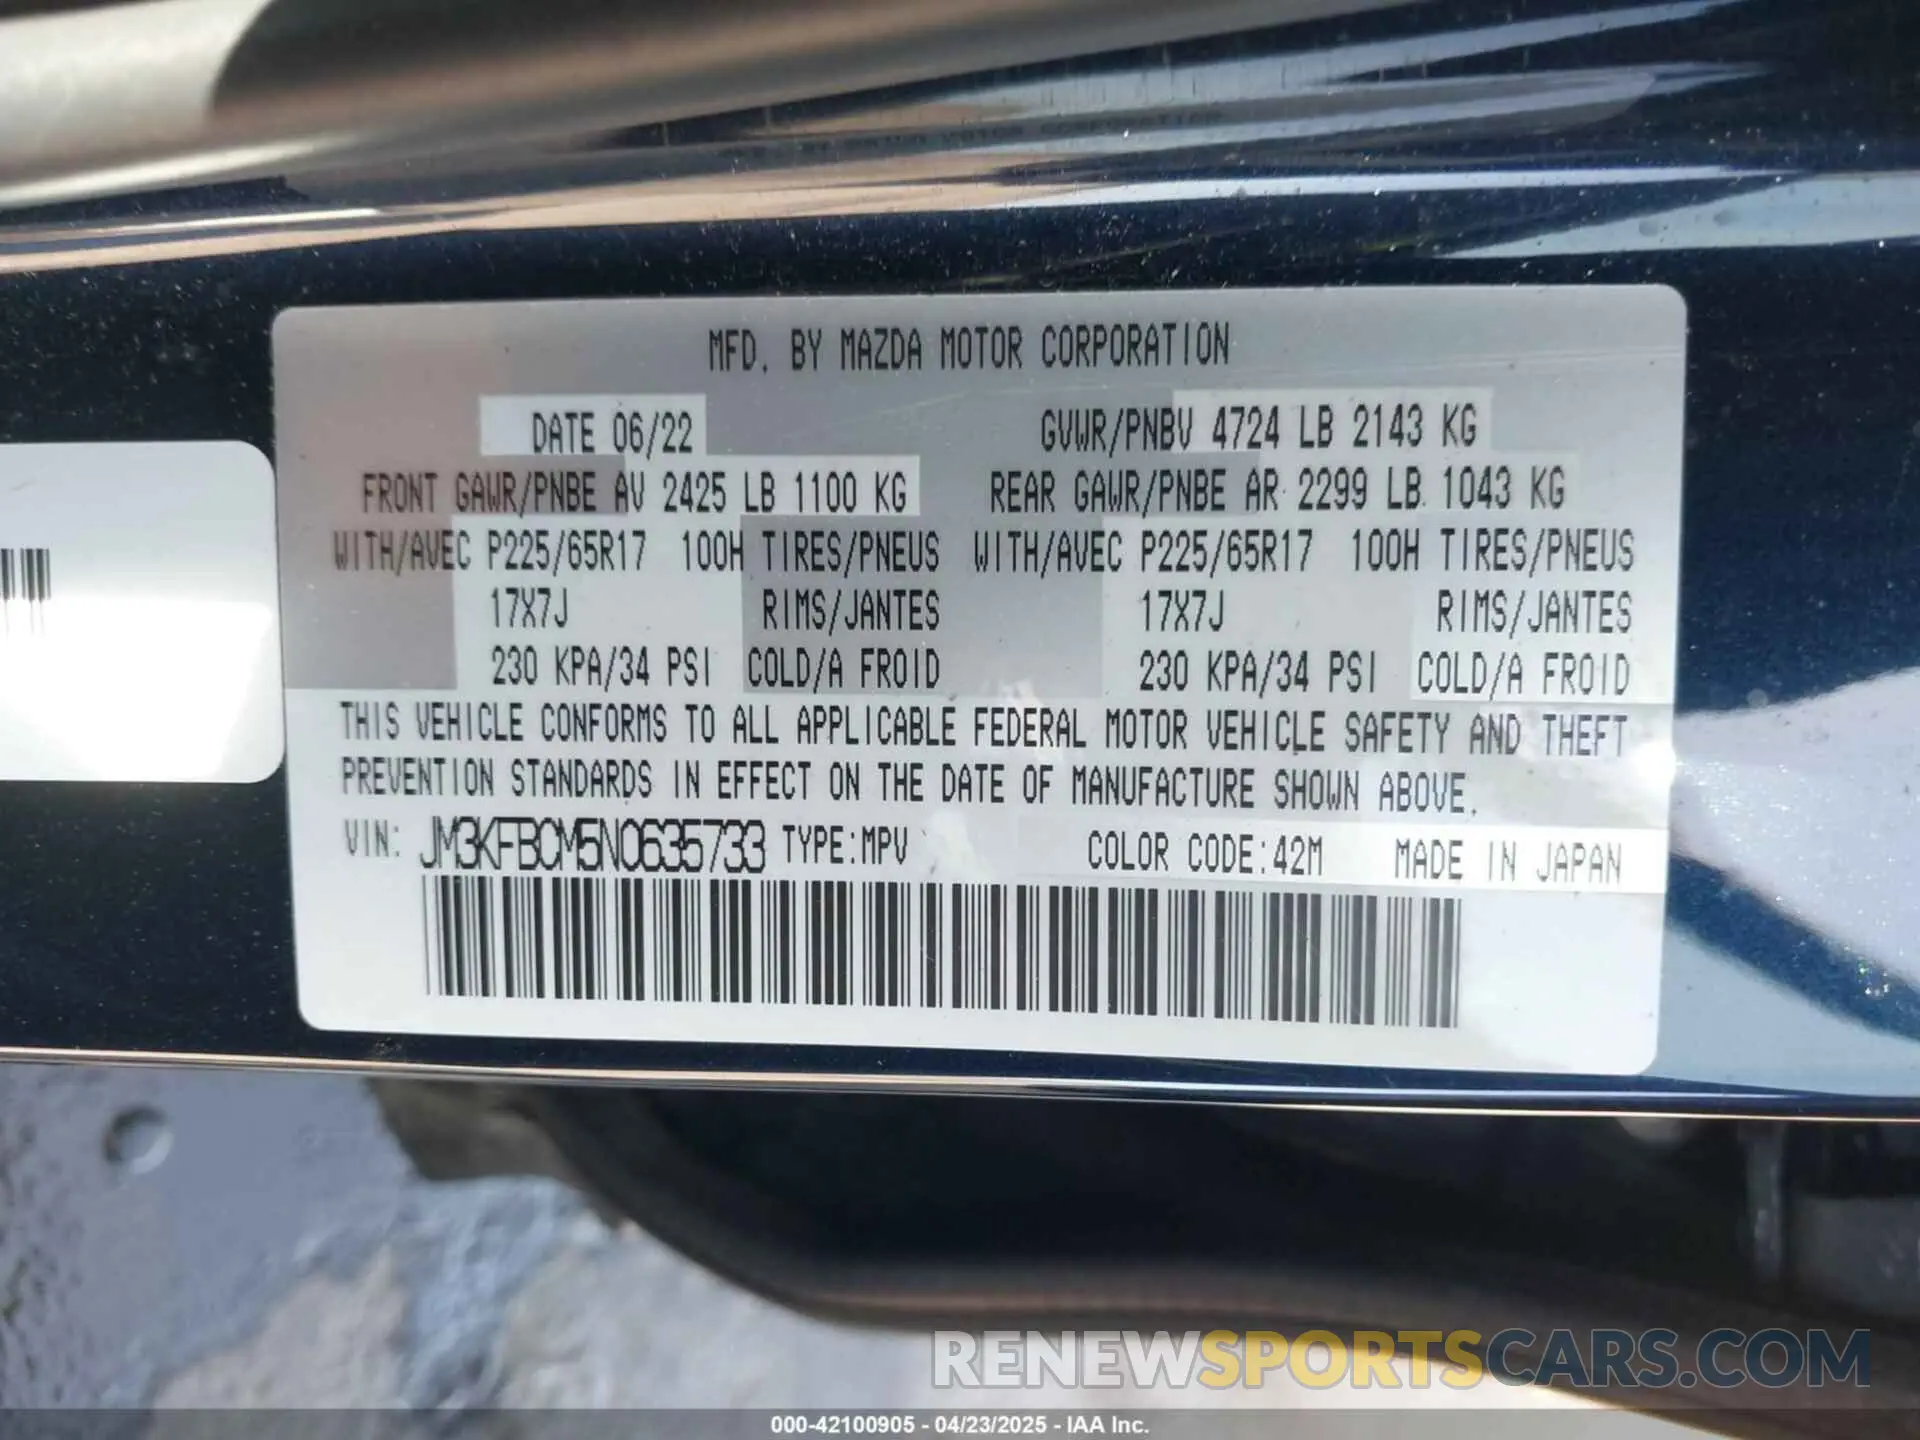 MFD. BY MAZDA MOTOR CORPORATION
DATE 06/22 GVWR/PNBV 4724 LB 2143 KG
FRONT GAWR/PNBE AV 2425 LB 1100 KG REAR GAWR/PNBE AR 2299 LB 1043 KG
WITH/AVEC P225/65R17 100H TIRES/PNEUS WITH/AVEC P225/65R17 100H TIRES/PNEUS
17X7J RIMS/JANTES 17X7J RIMS/JANTES
230 KPA/34 PSI COLD/A FROID 230 KPA/34 PSI COLD/A FROID
THIS VEHICLE CONFORMS TO ALL APPLICABLE FEDERAL MOTOR VEHICLE SAFETY AND THEFT
PREVENTION STANDARDS IN EFFECT ON THE DATE OF MANUFACTURE SHOWN ABOVE.
VIN: JM3KFBCM5N0635733 TYPE:MPV COLOR CODE:42M MADE IN JAPAN
RENEWSPORTSCARS.COM
000-42100905 - 04/23/2025 - IAA Inc.